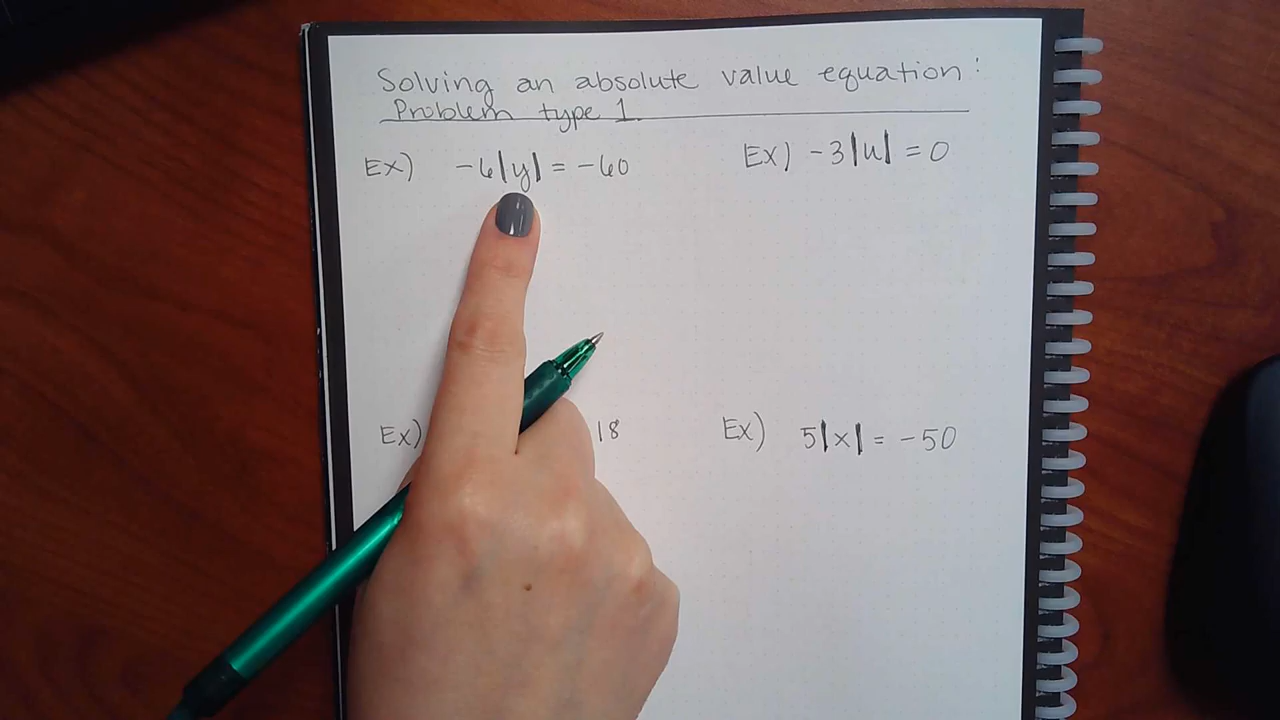 Solving an absolute value equation:
Problem type 1
Ex) -6|y| = -60
Ex) -3|u| = 0
Ex) 18
Ex) 5|x| = -50